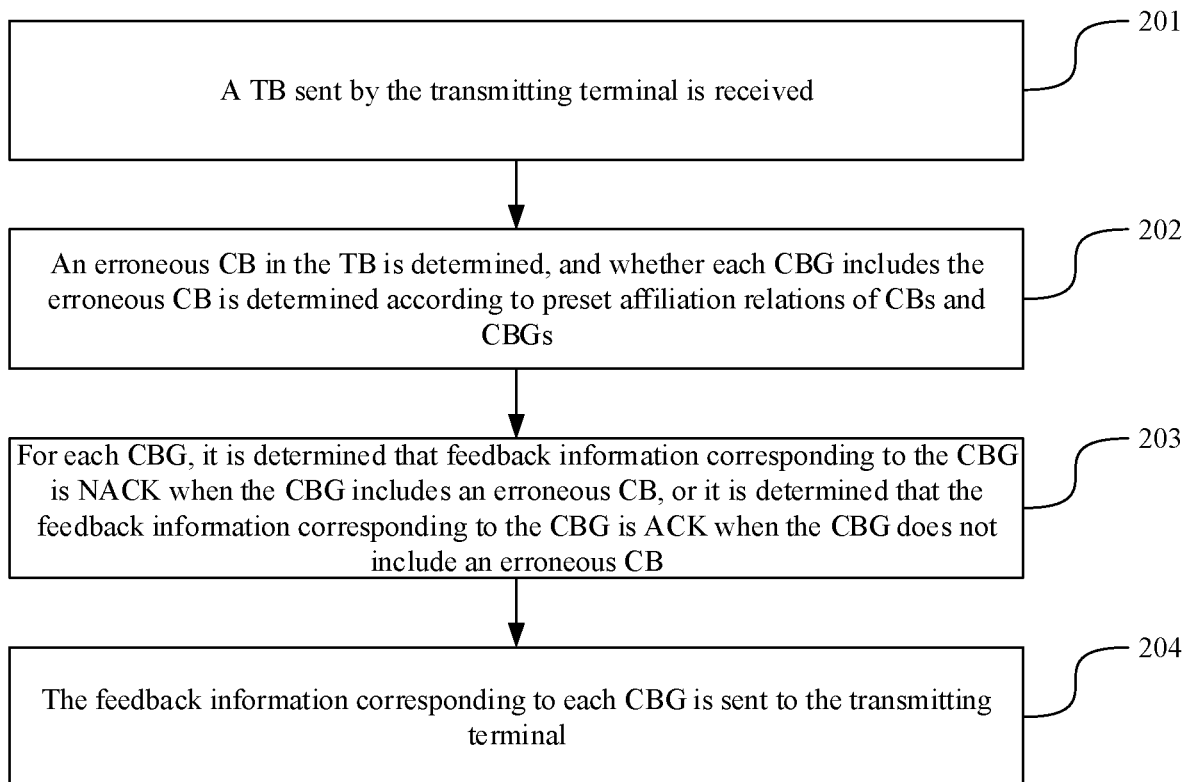 201
A TB sent by the transmitting terminal is received
202
An erroneous CB in the TB is determined, and whether each CBG includes the
erroneous CB is determined according to preset affiliation relations of CBs and
CBGs
203
For each CBG, it is determined that feedback information corresponding to the CBG
is NACK when the CBG includes an erroneous CB, or it is determined that the
feedback information corresponding to the CBG is ACK when the CBG does not
include an erroneous CB
204
The feedback information corresponding to each CBG is sent to the transmitting
terminal